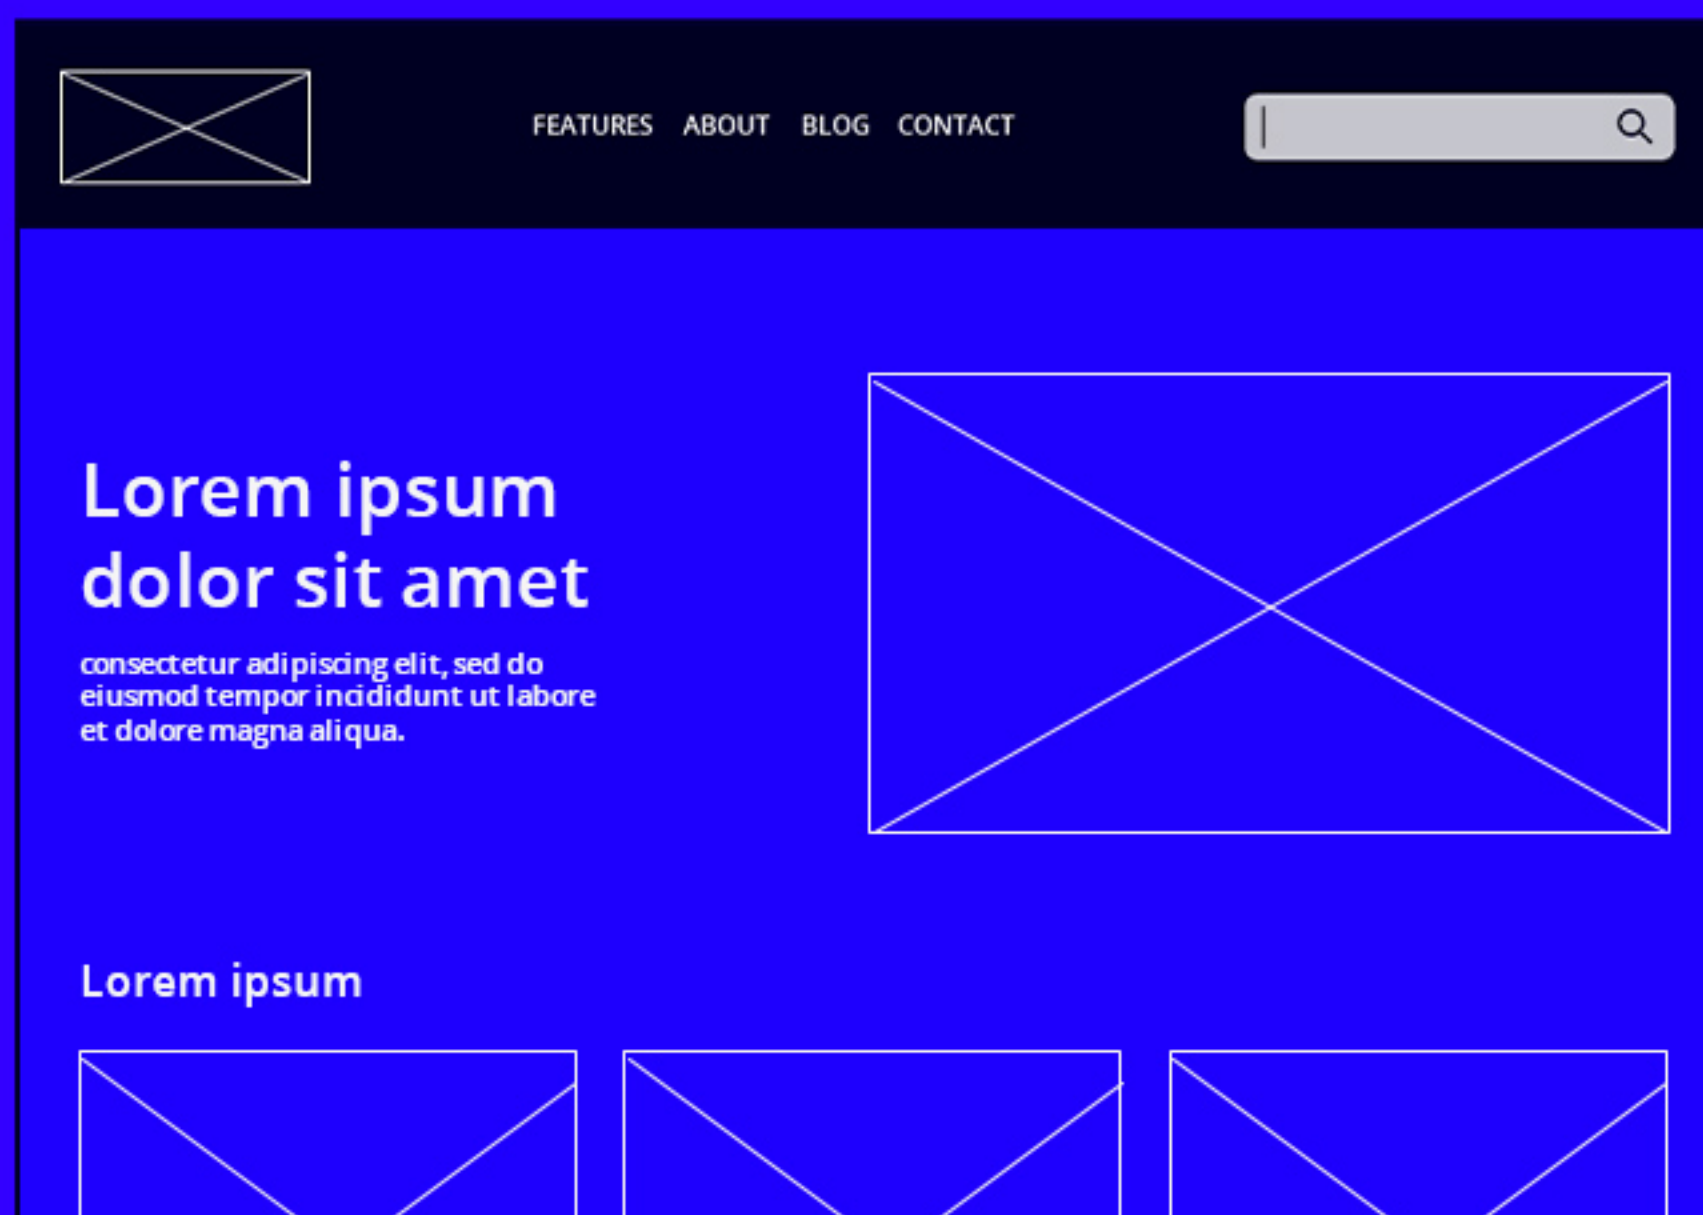 FEATURES ABOUT BLOG CONTACT
Lorem ipsum
dolor sit amet
consectetur adipiscing elit, sed do
eiusmod tempor incididunt ut labore
et dolore magna aliqua.
Lorem ipsum